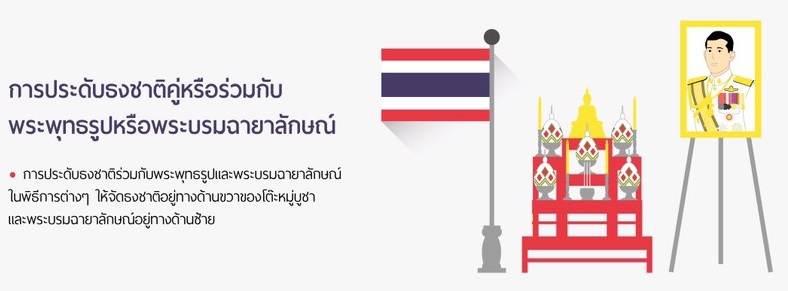 การประดับธงชาติคู่หรือร่วมกับ
พระพุทธรูปหรือพระบรมฉายาลักษณ์
• การประดับธงชาติร่วมกับพระพุทธรูปและพระบรมฉายาลักษณ์
ในพิธีการต่างๆ ให้จัดธงชาติอยู่ทางด้านขวาของโต๊ะหมู่บูชา
และพระบรมฉายาลักษณ์อยู่ทางด้านซ้าย